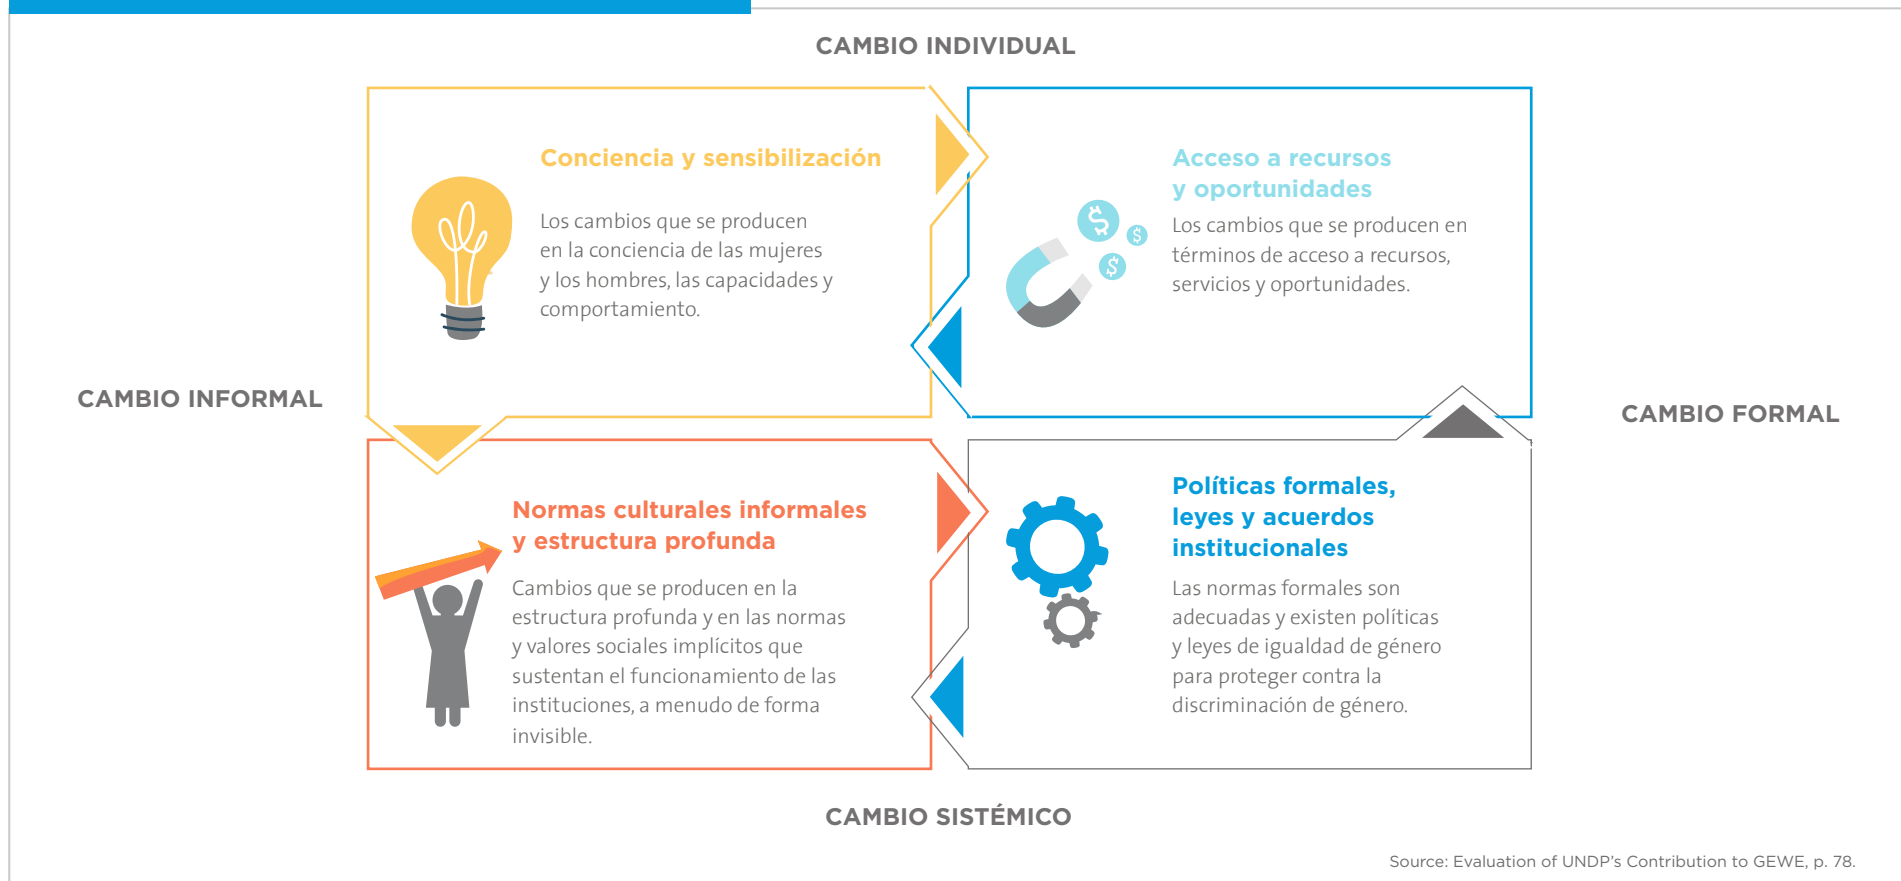 CAMBIO INDIVIDUAL
Conciencia y sensibilización
Los cambios que se producen
en la conciencia de las mujeres
y los hombres, las capacidades y
comportamiento.
Acceso a recursos
y oportunidades
Los cambios que se producen en
términos de acceso a recursos,
servicios y oportunidades.
CAMBIO INFORMAL
CAMBIO FORMAL
Normas culturales informales
y estructura profunda
Cambios que se producen en la
estructura profunda y en las normas
y valores sociales implícitos que
sustentan el funcionamiento de las
instituciones, a menudo de forma
invisible.
Políticas formales,
leyes y acuerdos
institucionales
Las normas formales son
adecuadas y existen políticas
y leyes de igualdad de género
para proteger contra la
discriminación de género.
CAMBIO SISTÉMICO
Source: Evaluation of UNDP's Contribution to GEWE, p. 78.